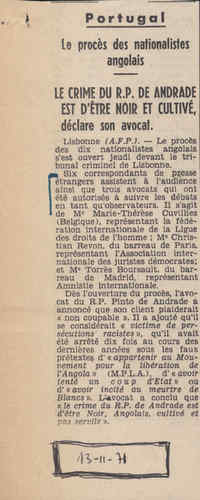 Portugal
Le procès des nationalistes
angolais
LE CRIME DU R.P. DE ANDRADE
EST D'ÊTRE NOIR ET CULTIVÉ,
déclare son avocat.
Lisbonne (A.F.P.). — Le procès
des dix nationalistes angolais
s'est ouvert jeudi devant le tri-
bunal criminel de Lisbonne.
Six correspondants de presse
étrangers assistent à l'audience
ainsi que trois avocats qui ont
été autorisés à suivre les débats
en tant qu'observateurs. Il s'agit
de Me Marie-Thérèse Cuvilies
(Belgique), représentant la fédé-
ration internationale de la Ligue
des droits de l'homme ; Me Chris-
tian Revon, du barreau de Paris,
représentant l'Association inter-
nationale des juristes démocrates;
et Me Torrès Boursault, du bar-
reau de Madrid, représentant
Amnistie Internationale.
Dès l'ouverture du procès, l'avo-
cat du R.P. Pinto de Andrade a
annoncé que son client plaiderait
« non coupable ». Il a ajouté qu'il
se considérait « victime de per-
sécutions racistes », qu'il avait
été arrêté dix fois au cours des
dernières années sous les faux
prétextes d'« appartenir au Mou-
vement pour la libération de
l'Angola » (M.P.L.A.), d'« avoir
tenté un coup d'Etat » ou
d'« avoir incité au meurtre de
Blancs ». L'avocat a conclu que
« le crime du R.P. de Andrade est
d'être Noir, Angolais, cultivé et
pas servile ».
13-11-71